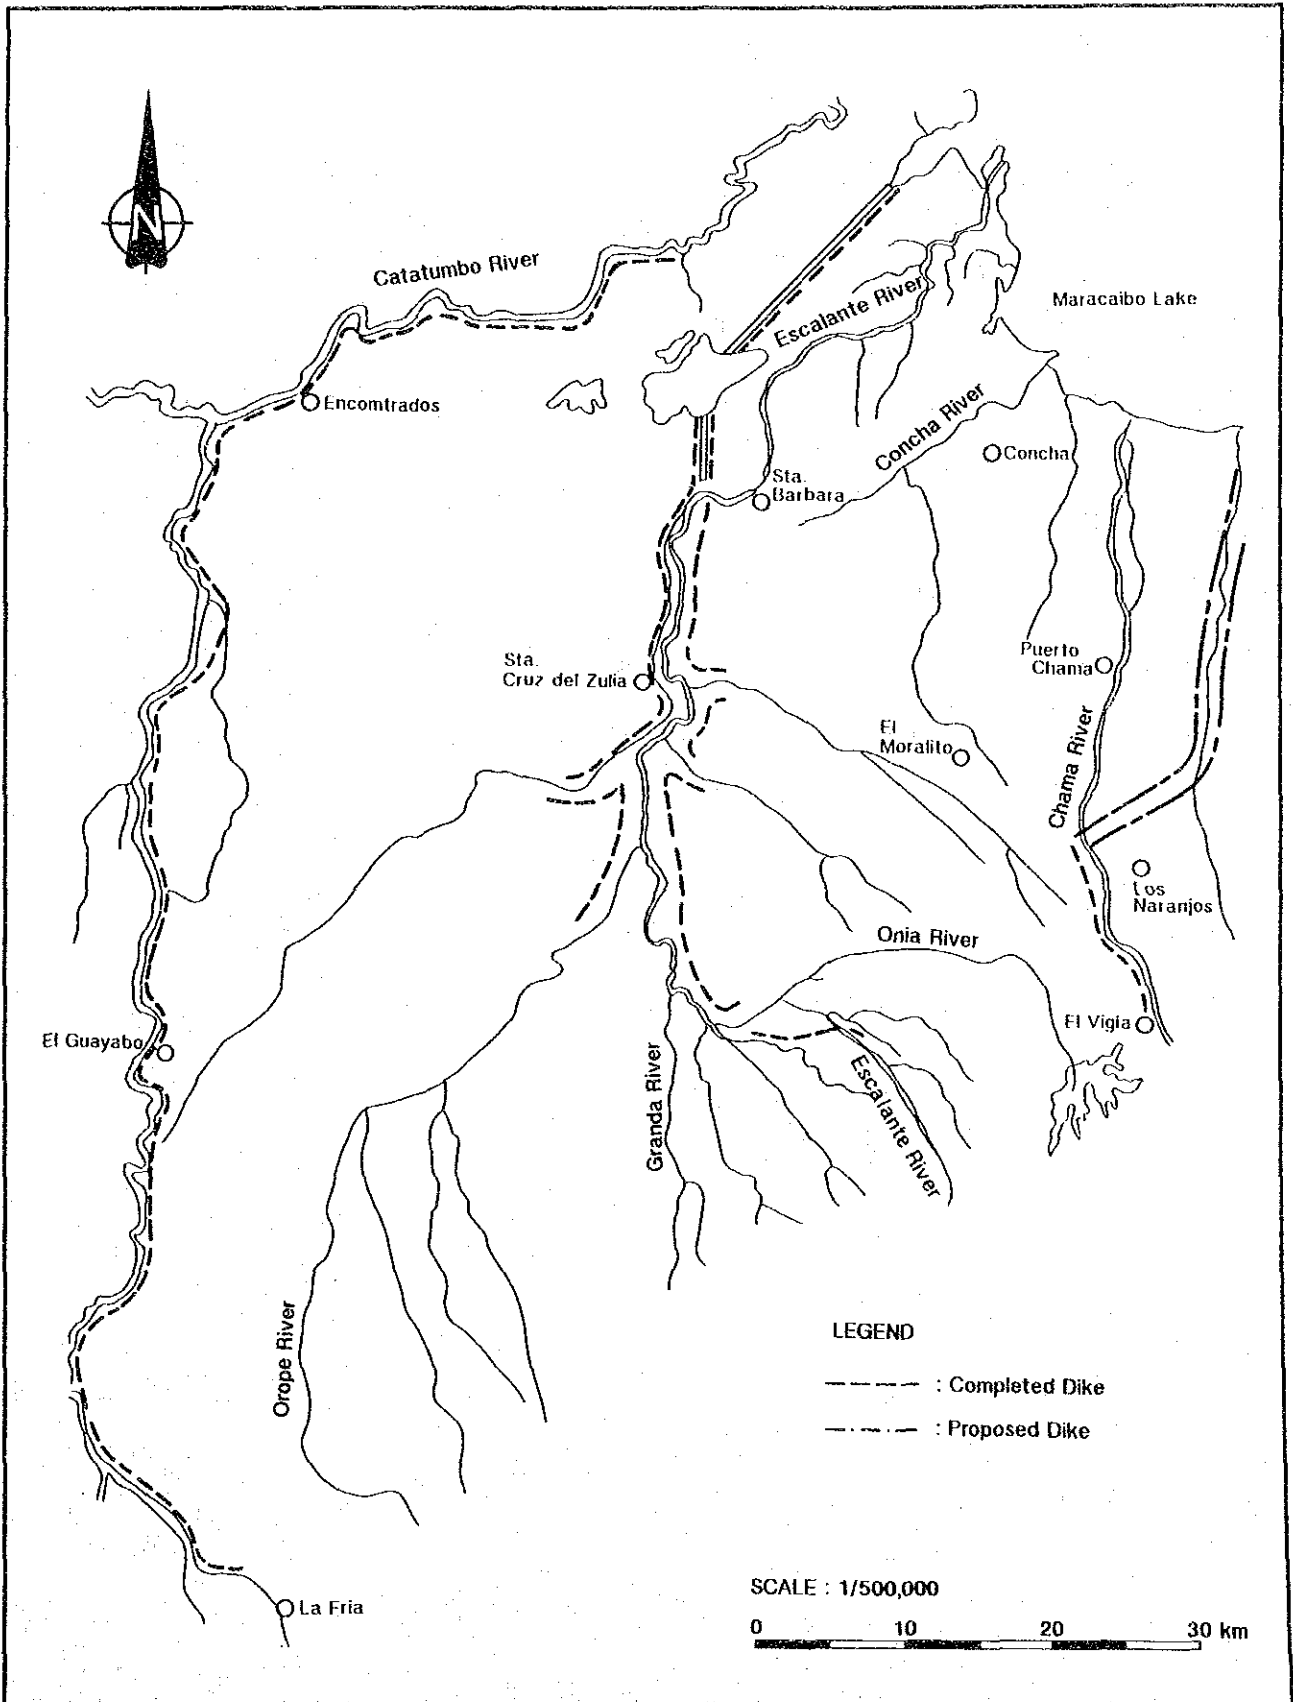 N
Catatumbo River
Escalante River
Maracaibo Lake
Encomtrados
Concha River
Concha
Sta.
Barbara
Sta.
Cruz del Zulia
Puerto
Chama
El
Moralito
Chama River
Los
Naranjos
Onia River
El Guayabo
El Vigia
Granda River
Escalante River
Orope River
LEGEND
: Completed Dike
: Proposed Dike
La Fria
SCALE : 1/500,000
0 10 20 30 km